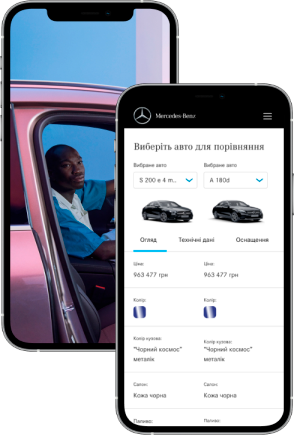 Mercedes-Benz
Виберіть авто для порівняння
Вибране авто Вибране авто
S 200 e 4 m... A 180d
Огляд Технічні дані Оснащення
Ціна: Ціна:
963 477 грн 963 477 грн
Колір: Колір:
Колір кузова: Колір кузова:
"Чорний космос" "Чорний космос"
металік металік
Салон: Салон:
Кожа чорна Кожа чорна
Паливо: Паливо: